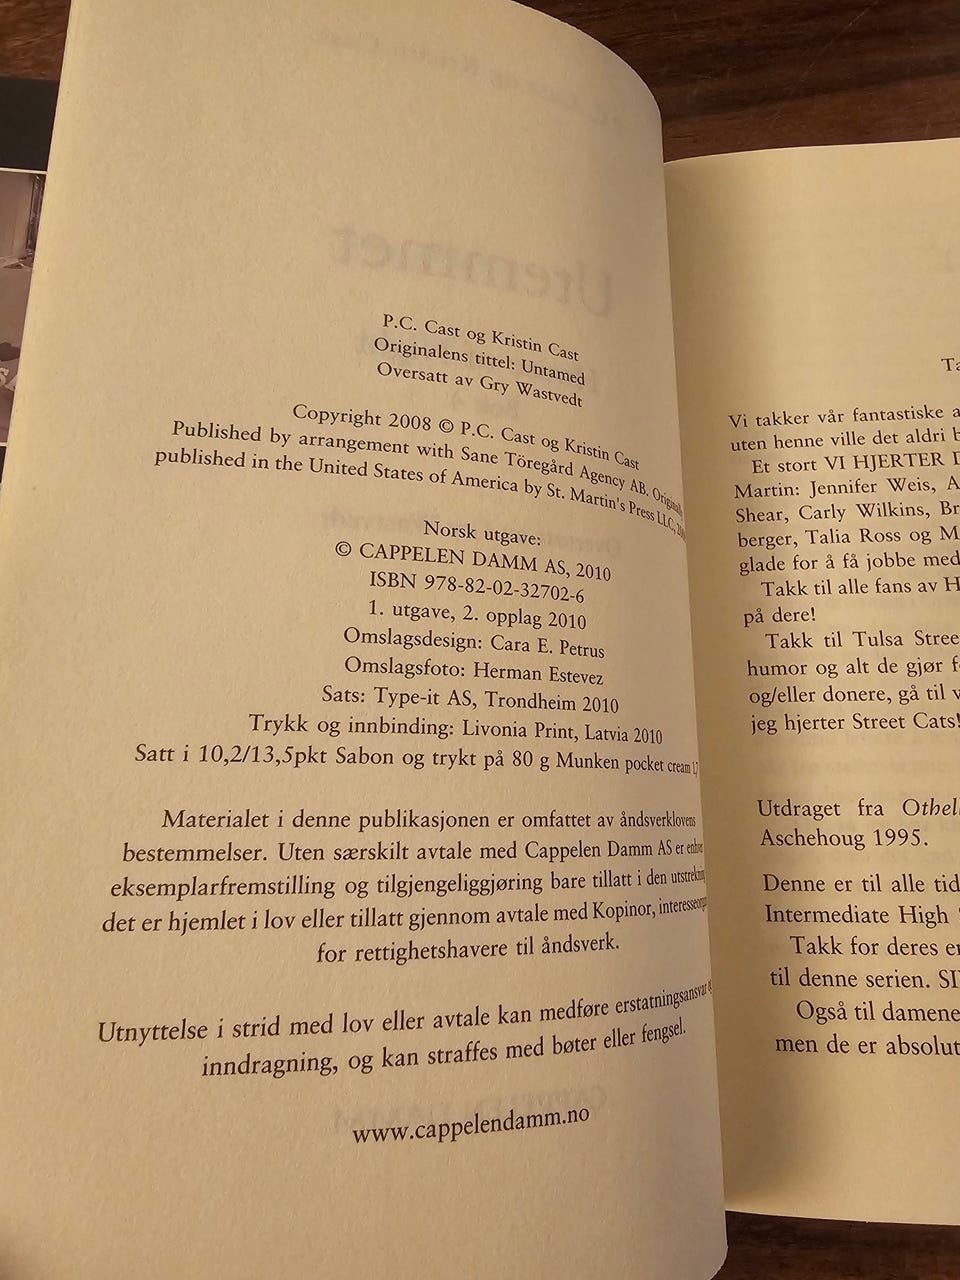 Utemmet
P.C. Cast og Kristin Cast
Originalens tittel: Untamed
Oversatt av Gry Wastvedt
Copyright 2008 © P.C. Cast og Kristin Cast
Published by arrangement with Sane Töregård Agency AB. Originally
published in the United States of America by St. Martin's Press LLC,
Norsk utgave:
© CAPPELEN DAMM AS, 2010
ISBN 978-82-02-32702-6
1. utgave, 2. opplag 2010
Omslagsdesign: Cara E. Petrus
Omslagsfoto: Herman Estevez
Sats: Type-it AS, Trondheim 2010
Trykk og innbinding: Livonia Print, Latvia 2010
Satt i 10,2/13,5pkt Sabon og trykt på 80 g Munken pocket cream 1,7
Materialet i denne publikasjonen er omfattet av åndsverklovens
bestemmelser. Uten særskilt avtale med Cappelen Damm AS er enhver
eksemplarfremstilling og tilgjengeliggjøring bare tillatt i den utstrekning
det er hjemlet i lov eller tillatt gjennom avtale med Kopinor,
for rettighetshavere til åndsverk.
Utnyttelse i strid med lov eller avtale kan medføre erstatningsansvar
inndragning, og kan straffes med bøter eller fengsel.
www.cappelendamm.no
Ta
Vi takker vår fantastiske a
uten henne ville det aldri b
Et stort VI HJERTER D
Martin: Jennifer Weis, A
Shear, Carly Wilkins, Br
berger, Talia Ross og M
glade for å få jobbe med
Takk til alle fans av H
på dere!
Takk til Tulsa Stree
humor og alt de gjør f
og/eller donere, gå til v
jeg hjerter Street Cats!
Utdraget fra Othell
Aschehoug 1995.
Denne er til alle tid
Intermediate High
Takk for deres e
til denne serien. SI
Også til damene
men de er absolut